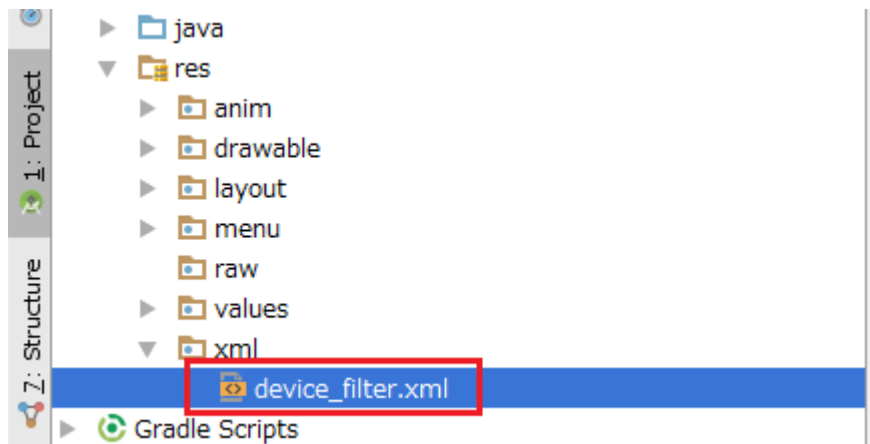 java
res
anim
drawable
layout
menu
raw
values
xml
device_filter.xml
Gradle Scripts
1: Project
7: Structure